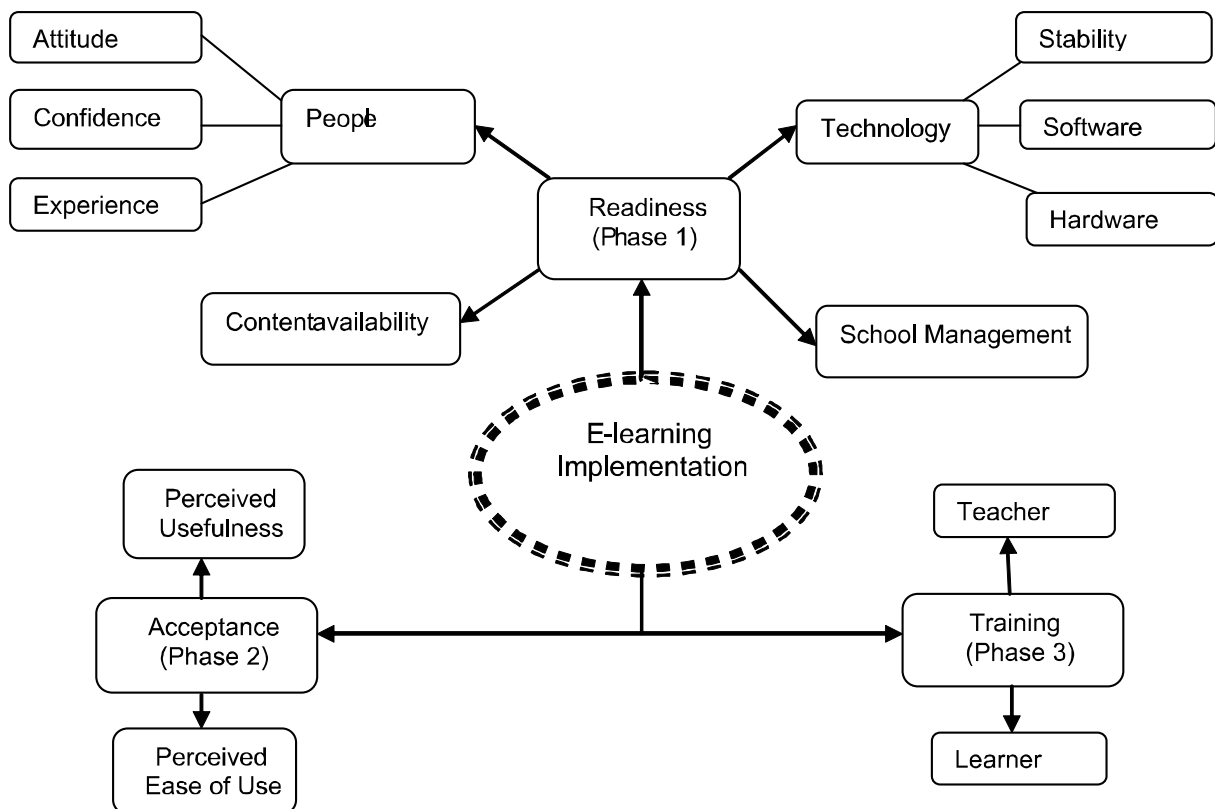 Attitude
Stability
Confidence
People
Technology
Software
Experience
Readiness
(Phase 1)
Hardware
Contentavailability
School Management
E-learning
Implementation
Perceived
Usefulness
Teacher
Acceptance
(Phase 2)
Training
(Phase 3)
Perceived
Ease of Use
Learner